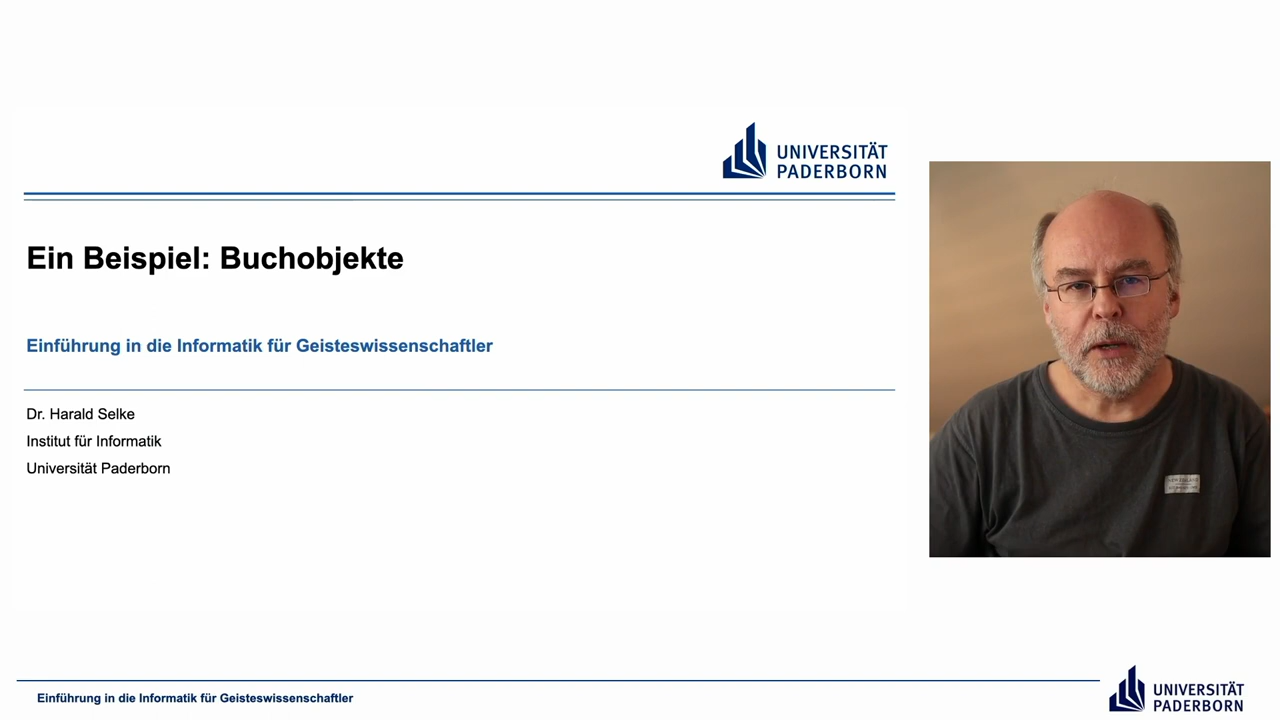 UNIVERSITÄT
PADERBORN
Ein Beispiel: Buchobjekte
Einführung in die Informatik für Geisteswissenschaftler
Dr. Harald Selke
Institut für Informatik
Universität Paderborn
Einführung in die Informatik für Geisteswissenschaftler
UNIVERSITÄT
PADERBORN